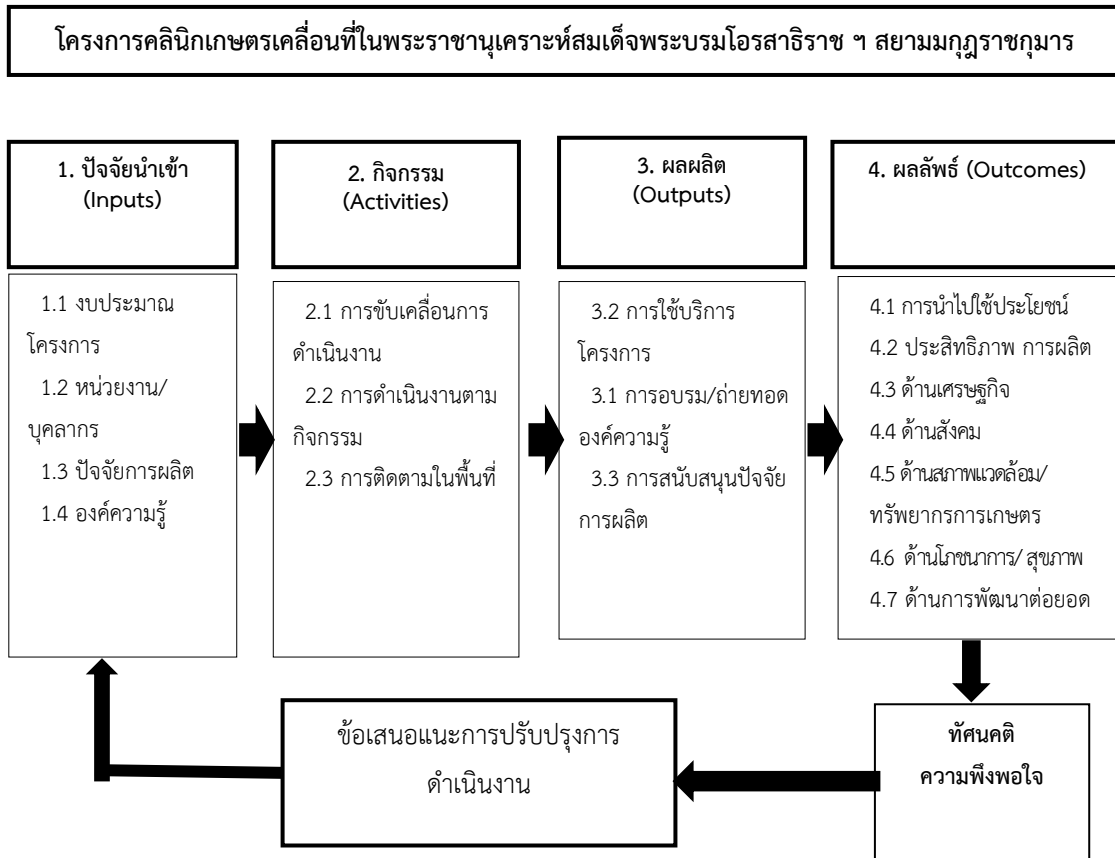 โครงการคลินิกเกษตรเคลื่อนที่ในพระราชานุเคราะห์สมเด็จพระบรมโอรสาธิราช ฯ สยามมกุฎราชกุมาร
1. ปัจจัยนำเข้า
(Inputs)
2. กิจกรรม
(Activities)
3. ผลผลิต
(Outputs)
4. ผลลัพธ์ (Outcomes)
1.1 งบประมาณ
โครงการ
1.2 หน่วยงาน/
บุคลากร
1.3 ปัจจัยการผลิต
1.4 องค์ความรู้
2.1 การขับเคลื่อนการ
ดำเนินงาน
2.2 การดำเนินงานตาม
กิจกรรม
2.3 การติดตามในพื้นที่
3.2 การใช้บริการ
โครงการ
3.1 การอบรม/ถ่ายทอด
องค์ความรู้
3.3 การสนับสนุนปัจจัย
การผลิต
4.1 การนำไปใช้ประโยชน์
4.2 ประสิทธิภาพ การผลิต
4.3 ด้านเศรษฐกิจ
4.4 ด้านสังคม
4.5 ด้านสภาพแวดล้อม/
ทรัพยากรการเกษตร
4.6 ด้านโภชนาการ/ สุขภาพ
4.7 ด้านการพัฒนาต่อยอด
ข้อเสนอแนะการปรับปรุงการ
ดำเนินงาน
ทัศนคติ
ความพึงพอใจ